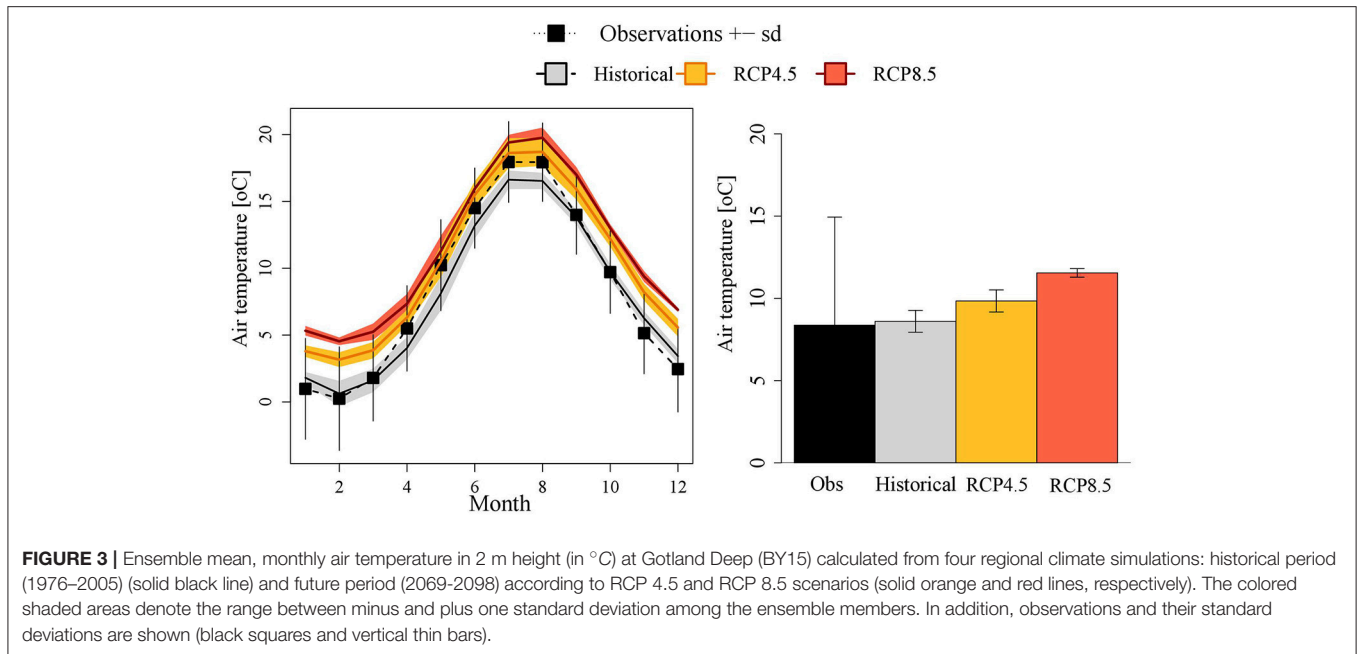 Observations +− sd
Historical RCP4.5 RCP8.5
Air temperature [oC]
20
15
10
5
0
2 4 6 8 10 12
Month
Air temperature [oC]
20
15
10
5
0
Obs Historical RCP4.5 RCP8.5
FIGURE 3 | Ensemble mean, monthly air temperature in 2 m height (in °C) at Gotland Deep (BY15) calculated from four regional climate simulations: historical period
(1976–2005) (solid black line) and future period (2069-2098) according to RCP 4.5 and RCP 8.5 scenarios (solid orange and red lines, respectively). The colored
shaded areas denote the range between minus and plus one standard deviation among the ensemble members. In addition, observations and their standard
deviations are shown (black squares and vertical thin bars).